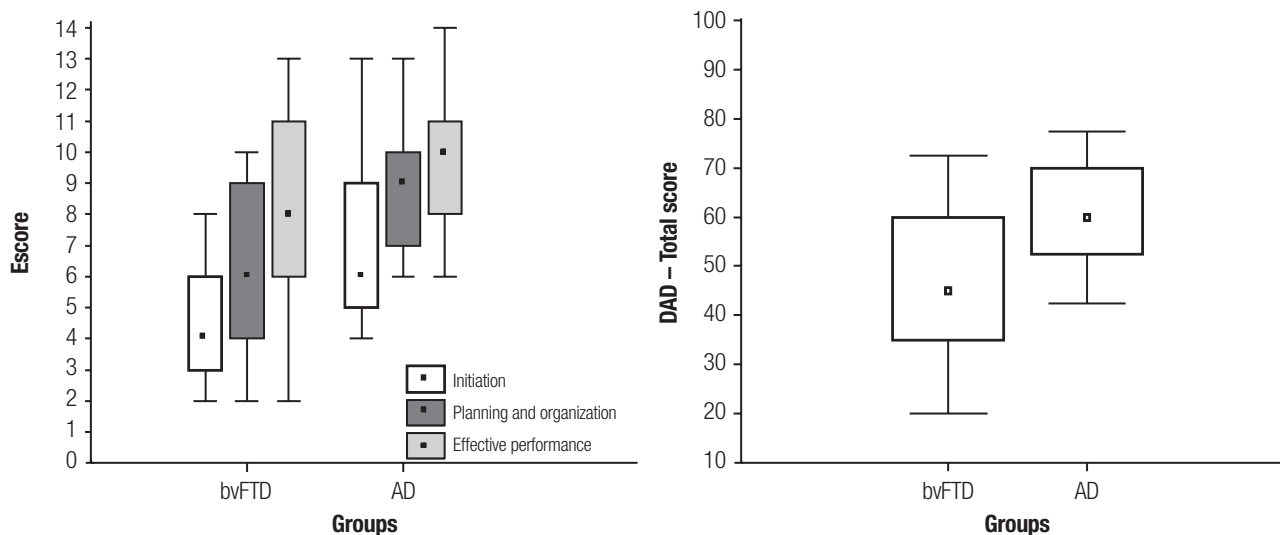 Escore
14
13
12
11
10
9
8
7
6
5
4
3
2
1
0
Initiation
Planning and organization
Effective performance
bvFTD AD
Groups
DAD – Total score
100
90
80
70
60
50
40
30
20
10
bvFTD AD
Groups